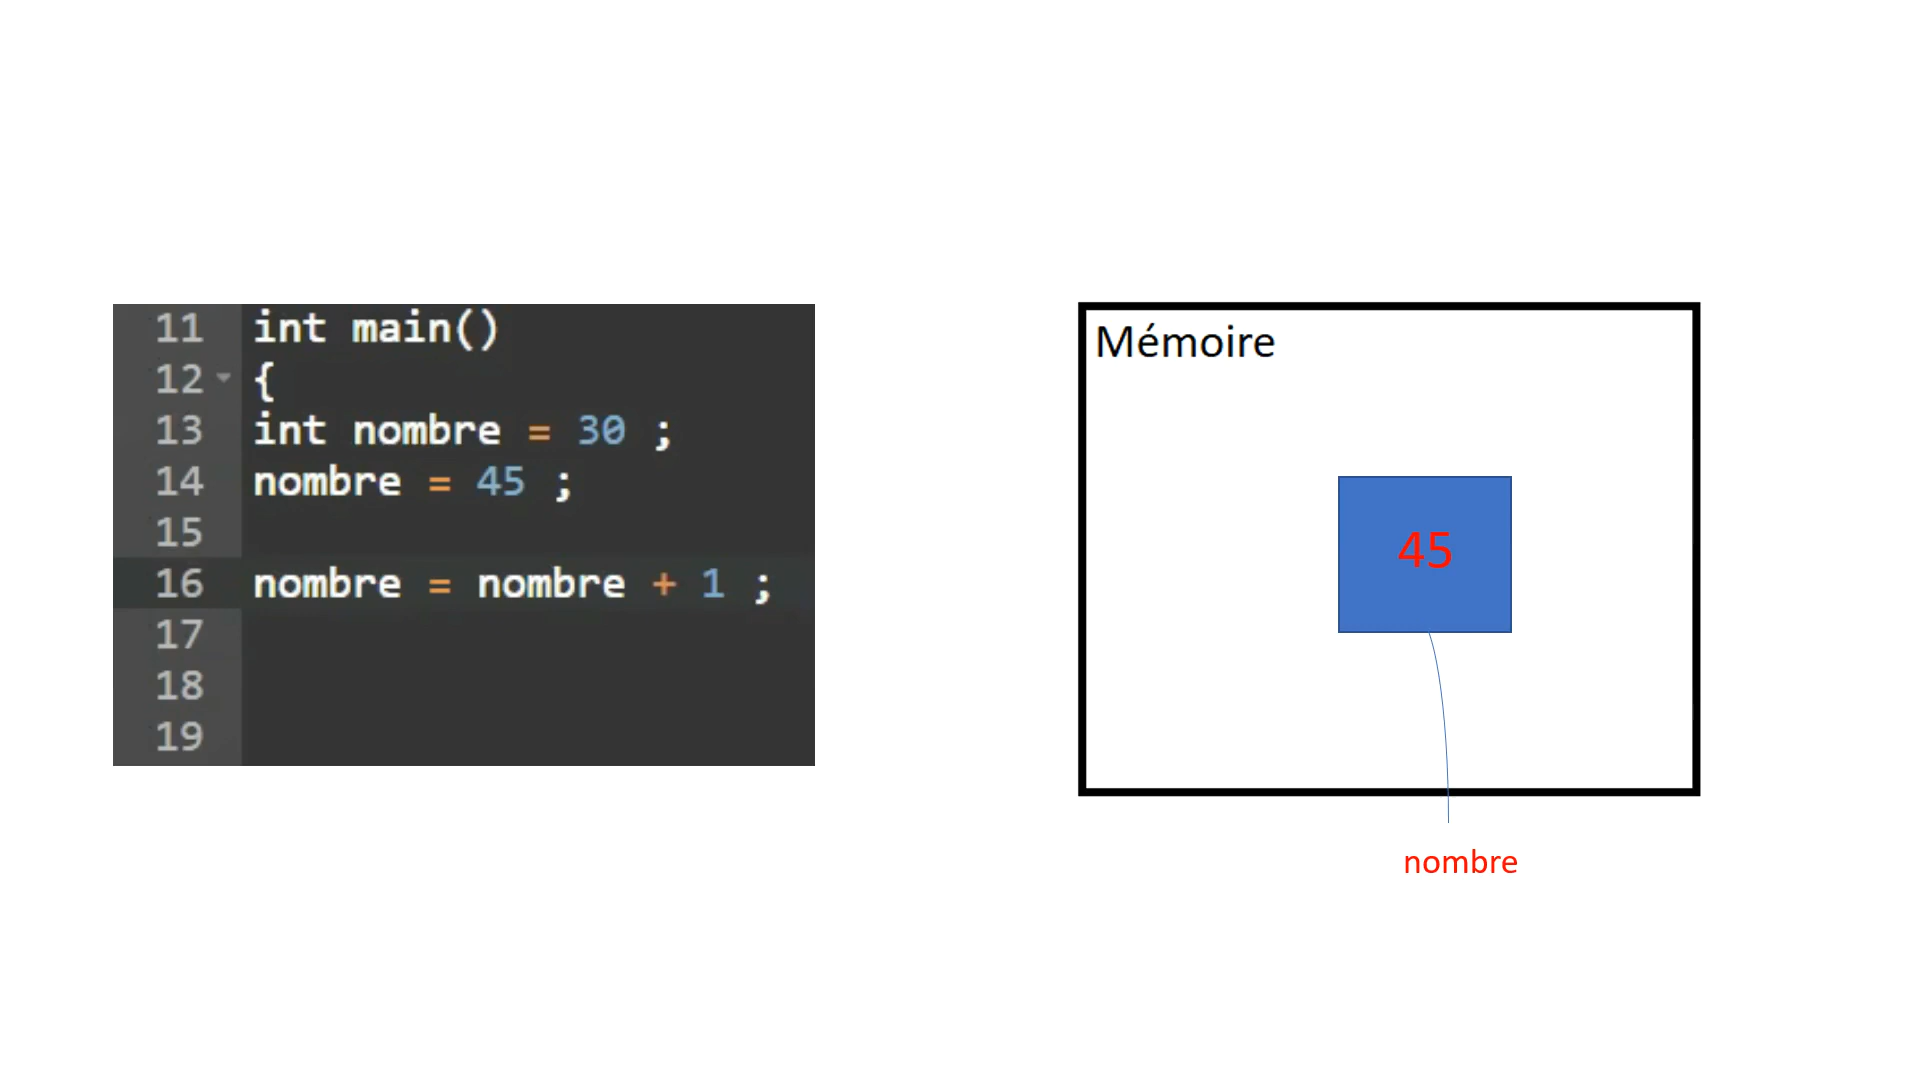 11 int main()
12 {
13 int nombre = 30 ;
14 nombre = 45 ;
15
16 nombre = nombre + 1 ;
17
18
19
Mémoire
45
nombre